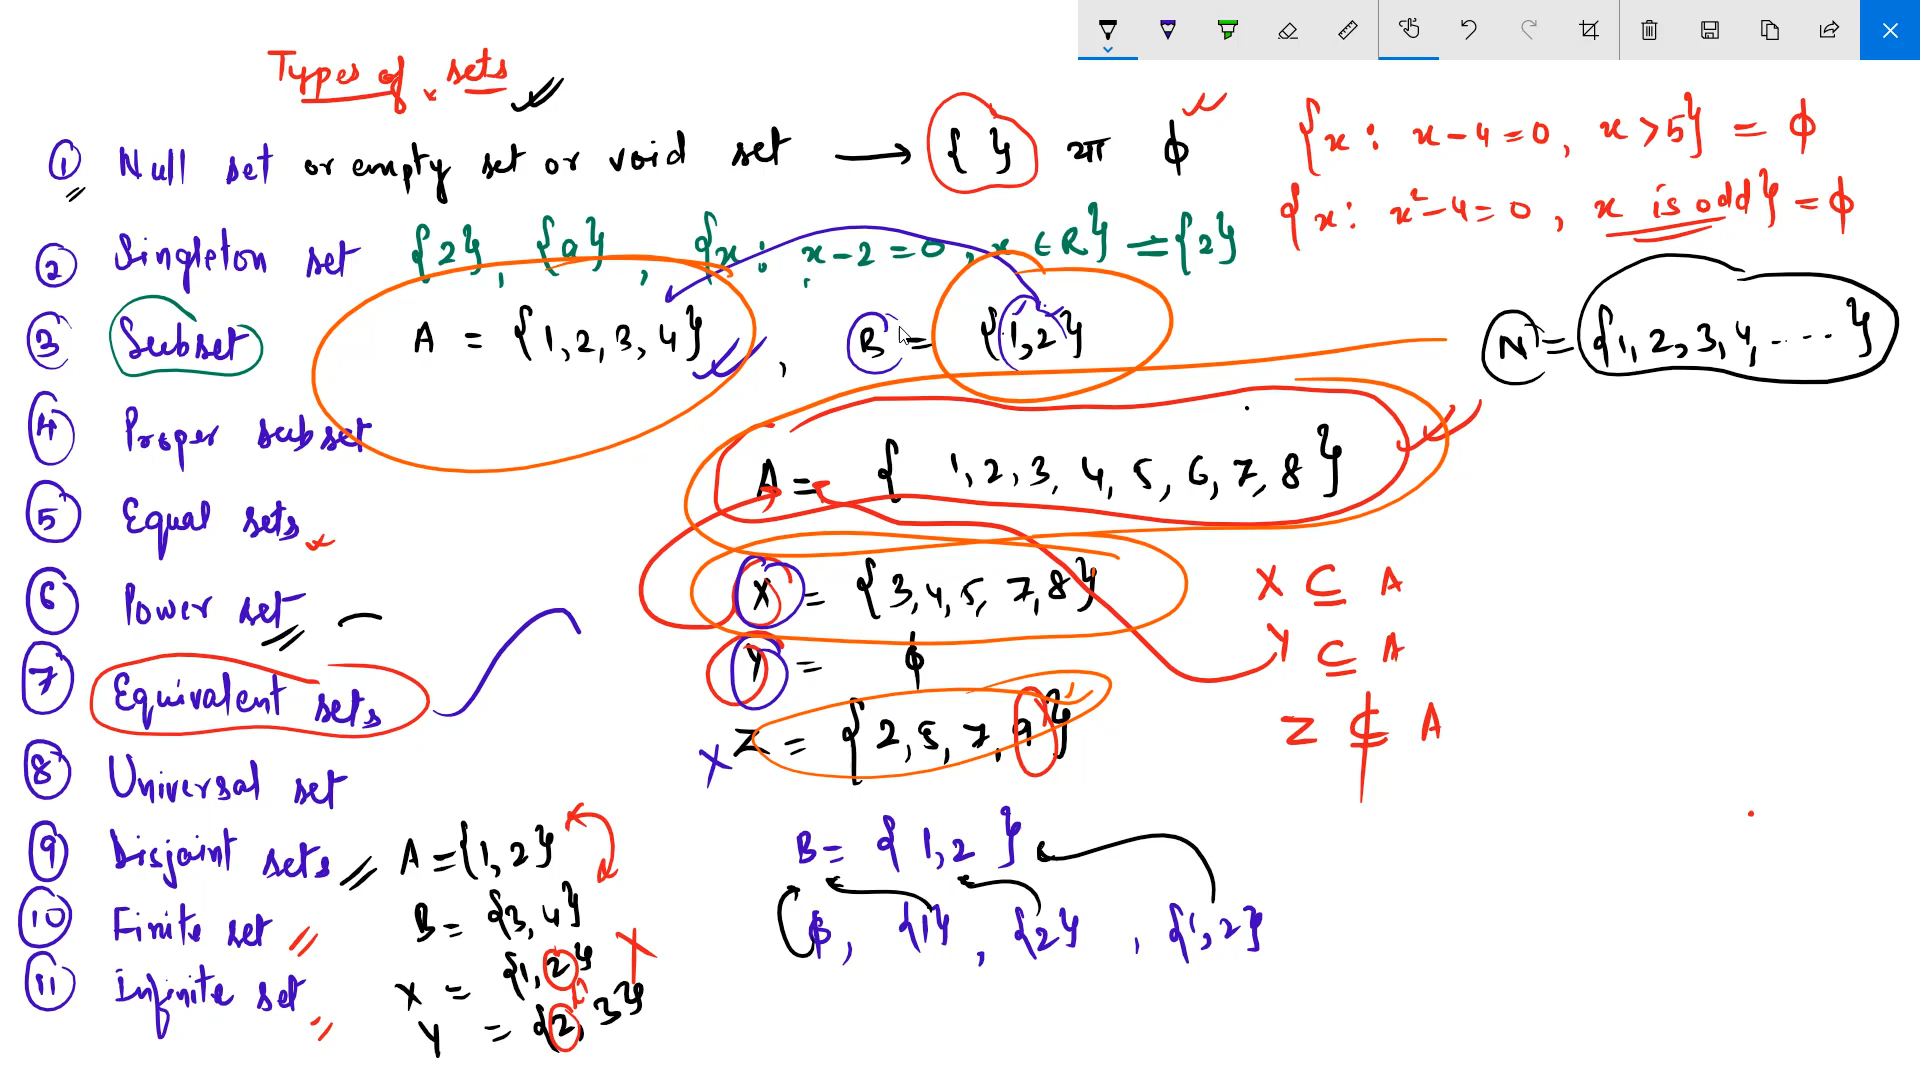 Types of sets
① Null set or empty set or void set → { } या ϕ
{x : x-4=0, x>5} = ϕ
{x : x²-4=0, x is odd} = ϕ
② Singleton set {2}, {a}, {x : x-2=0, x ∈ R} = {2}
③ Subset A = {1,2,3,4}, B = {1,2}
N = {1,2,3,4,....}
④ Proper subset
A = {1,2,3,4,5,6,7,8}
⑤ Equal sets
⑥ Power set
X = {3,4,5,7,8}
X ⊆ A
⑦ Equivalent sets
Y = ϕ
Y ⊆ A
Z = {2,5,7,9}
Z ⊈ A
⑧ Universal set
⑨ Disjoint sets A = {1,2}
B = {3,4}
B = {1,2}
ϕ, {1}, {2}, {1,2}
⑩ Finite set
X = {1,2}
⑪ Infinite set
Y = {2,3}